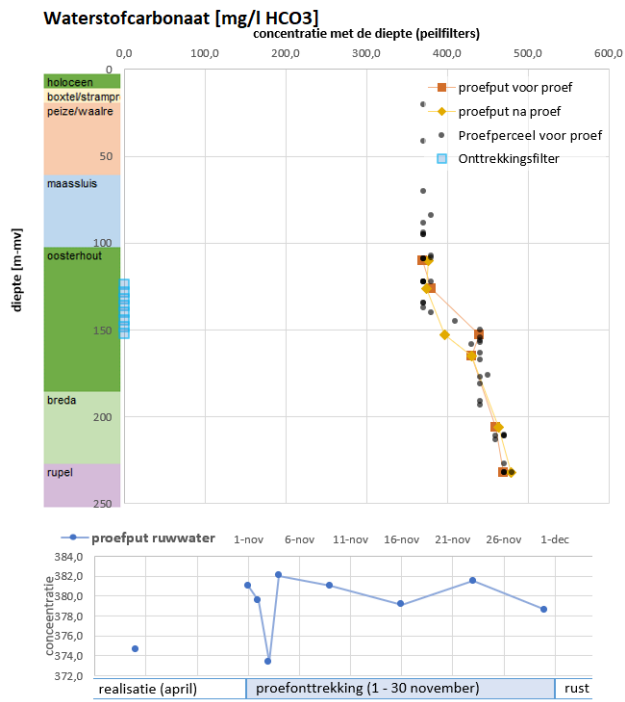 Waterstofcarbonaat [mg/l HCO3]
concentratie met de diepte (peilfilters)
0,0 100,0 200,0 300,0 400,0 500,0 600,0
0
holoceen
boxtel/strampr
peize/waalre
proefput voor proef
proefput na proef
Proefperceel voor proef
Onttrekkingsfilter
50
maassluis
100
oosterhout
diepte [m-mv]
150
breda
200
rupel
250
proefput ruwwater
1-nov 6-nov 11-nov 16-nov 21-nov 26-nov 1-dec
384,0
382,0
380,0
378,0
376,0
374,0
372,0
conceentratie
realisatie (april) proefonttrekking (1 - 30 november) rust